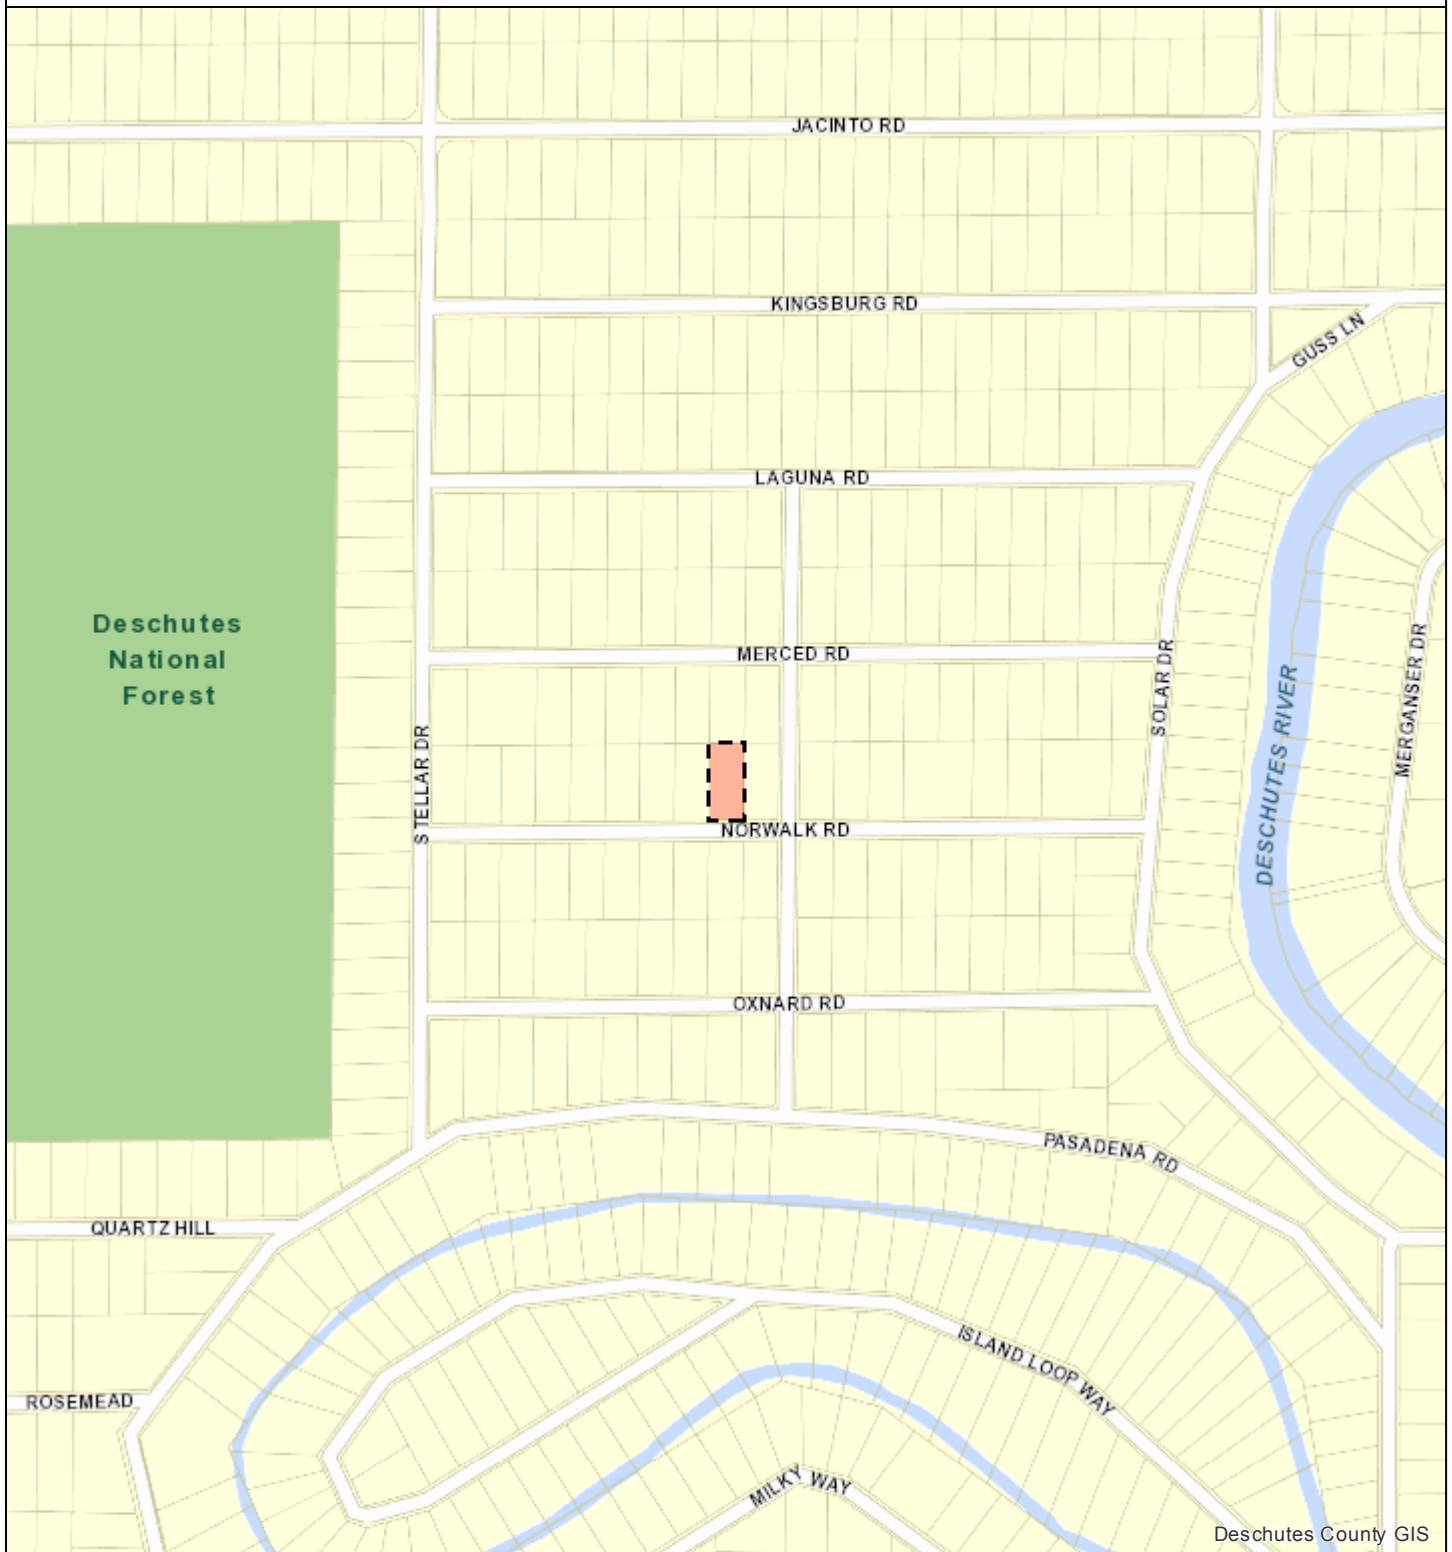 JACINTO RD
KINGSBURG RD
GUSS LN
LAGUNA RD
Deschutes
National
Forest
MERCED RD
SOLAR DR
MERGANSER DR
DESCHUTES RIVER
STELLAR DR
NORWALK RD
OXNARD RD
PASADENA RD
QUARTZ HILL
ISLAND LOOP WAY
ROSEMEAD
MILKY WAY
Deschutes County GIS